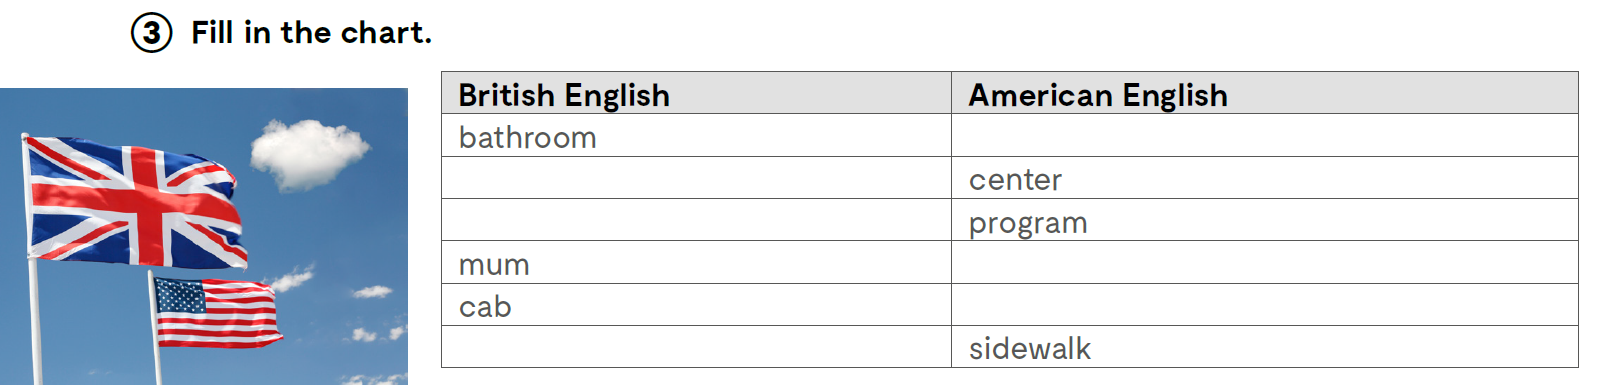 3 Fill in the chart.
British English American English
bathroom
center
program
mum
cab
sidewalk